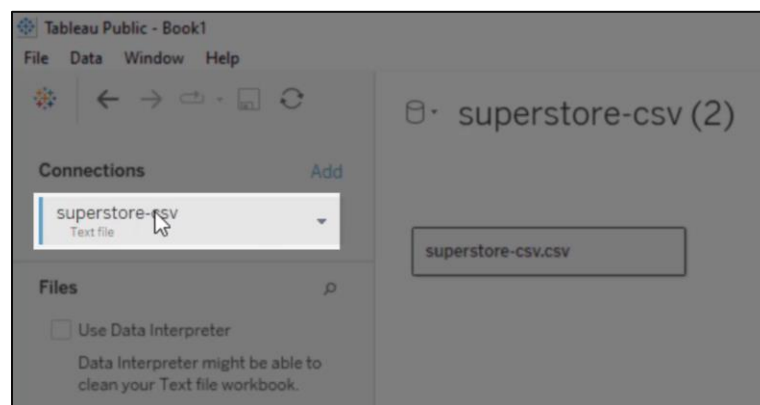 Tableau Public - Book1
File Data Window Help
superstore-csv (2)
Connections
Add
superstore-csv
Text file
superstore-csv.csv
Files
Use Data Interpreter
Data Interpreter might be able to
clean your Text file workbook.